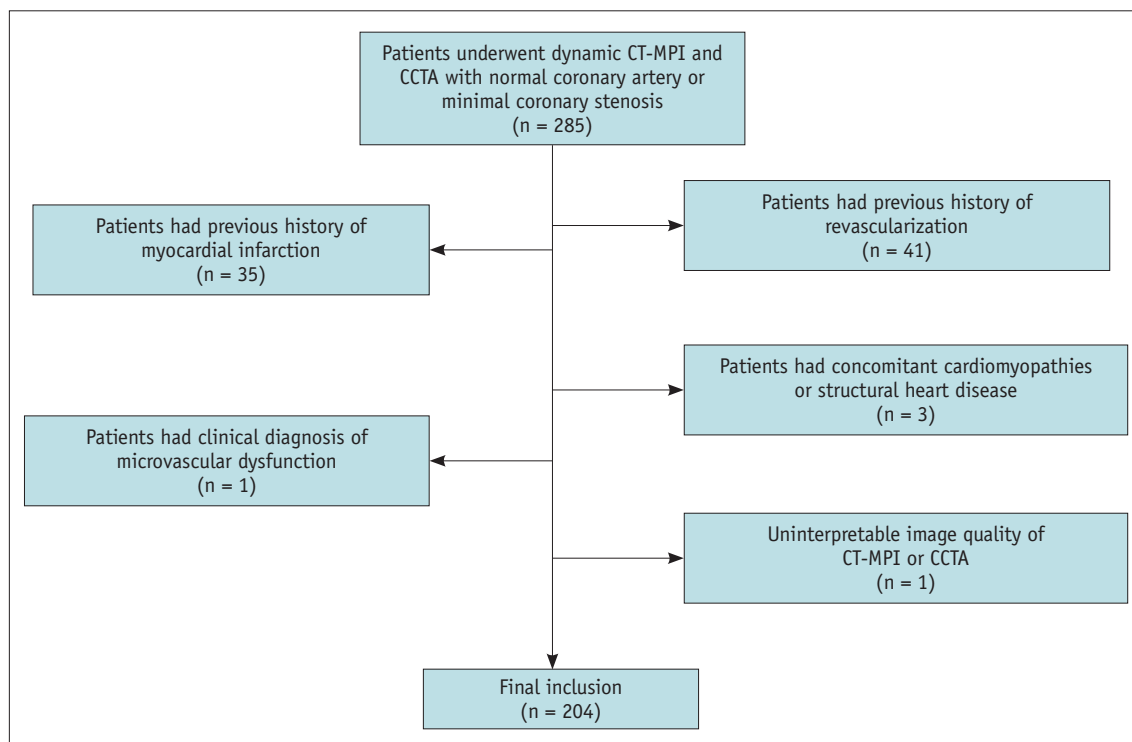 Patients underwent dynamic CT-MPI and
CCTA with normal coronary artery or
minimal coronary stenosis
(n = 285)
Patients had previous history of
revascularization
(n = 41)
Patients had previous history of
myocardial infarction
(n = 35)
Patients had concomitant cardiomyopathies
or structural heart disease
(n = 3)
Patients had clinical diagnosis of
microvascular dysfunction
(n = 1)
Uninterpretable image quality of
CT-MPI or CCTA
(n = 1)
Final inclusion
(n = 204)